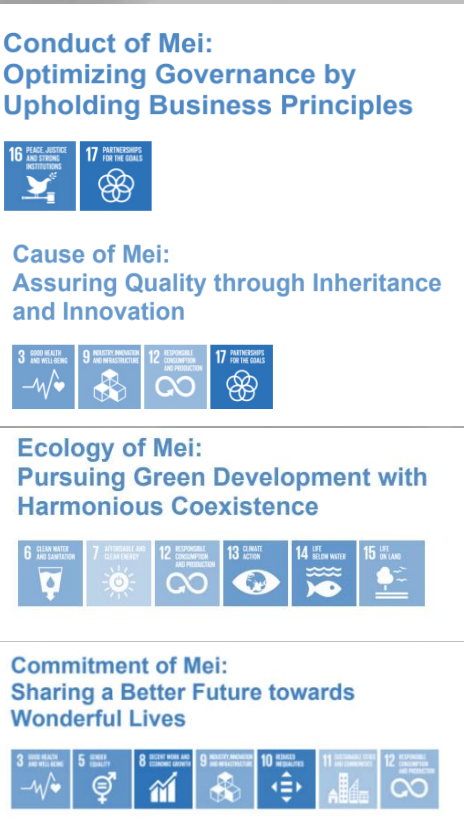 Conduct of Mei:
Optimizing Governance by
Upholding Business Principles
16 PEACE, JUSTICE
AND STRONG
INSTITUTIONS
17 PARTNERSHIPS
FOR THE GOALS
Cause of Mei:
Assuring Quality through Inheritance
and Innovation
3 GOOD HEALTH
AND WELL-BEING
9 INDUSTRY, INNOVATION
AND INFRASTRUCTURE
12 RESPONSIBLE
CONSUMPTION
AND PRODUCTION
17 PARTNERSHIPS
FOR THE GOALS
Ecology of Mei:
Pursuing Green Development with
Harmonious Coexistence
6 CLEAN WATER
AND SANITATION
7 AFFORDABLE AND
CLEAN ENERGY
12 RESPONSIBLE
CONSUMPTION
AND PRODUCTION
13 CLIMATE
ACTION
14 LIFE
BELOW WATER
15 LIFE
ON LAND
Commitment of Mei:
Sharing a Better Future towards
Wonderful Lives
3 GOOD HEALTH
AND WELL-BEING
5 GENDER
EQUALITY
8 DECENT WORK AND
ECONOMIC GROWTH
9 INDUSTRY, INNOVATION
AND INFRASTRUCTURE
10 REDUCED
INEQUALITIES
11 SUSTAINABLE CITIES
AND COMMUNITIES
12 RESPONSIBLE
CONSUMPTION
AND PRODUCTION